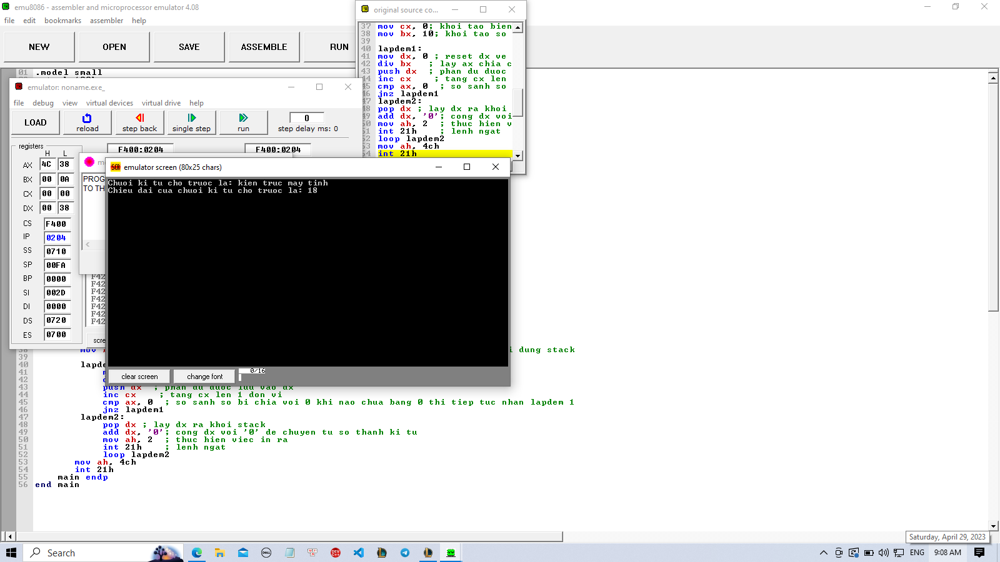 emu8086 - assembler and microprocessor emulator 4.08
file edit bookmarks assembler help
NEW OPEN SAVE ASSEMBLE RUN
01 .model small
original source co...
37 mov cx, 0; khoi tao bien
38 mov bx, 10; khoi tao so
39
40 lapdem1:
41 mov dx, 0 ; reset dx ve
42 div bx ; lay ax chia c
43 push dx ; phan du duoc
44 inc cx ; tang cx len
45 cmp ax, 0 ; so sanh so
46 jnz lapdem1
47 lapdem2:
48 pop dx ; lay dx ra khoi
49 add dx, '0'; cong dx voi
50 mov ah, 2 ; thuc hien v
51 int 21h ; lenh ngat
52 loop lapdem2
53 mov ah, 4ch
54 int 21h
emulator: noname.exe_
file debug view virtual devices virtual drive help
LOAD reload step back single step run 0
step delay ms: 0
registers F400:0204 F400:0204
H L
AX 4C 38
BX 00 0A
CX 00 00
DX 00 38
CS F400
IP 0204
SS 0710
SP 00FA
BP 0000
SI 002D
DI 0000
DS 0720
ES 0700
PROG
TO TH
F42
F42
F42
F42
F42
F42
F42
scre
emulator screen (80x25 chars)
Chuoi ki tu cho truoc la: kien truc may tinh
Chieu dai cua chuoi ki tu cho truoc la: 18
clear screen change font 0/16
38 mov i dung stack
39
40 lapde
41
42
43 push dx ; phan du duoc luu vao dx
44 inc cx ; tang cx len 1 don vi
45 cmp ax, 0 ; so sanh so bi chia voi 0 khi nao chua bang 0 thi tiep tuc nhan lapdem 1
46 jnz lapdem1
47 lapdem2:
48 pop dx ; lay dx ra khoi stack
49 add dx, '0'; cong dx voi '0' de chuyen tu so thanh ki tu
50 mov ah, 2 ; thuc hien viec in ra
51 int 21h ; lenh ngat
52 loop lapdem2
53 mov ah, 4ch
54 int 21h
55 main endp
56 end main
Saturday, April 29, 2023
Search
DELL
DEV C++
ENG 9:08 AM